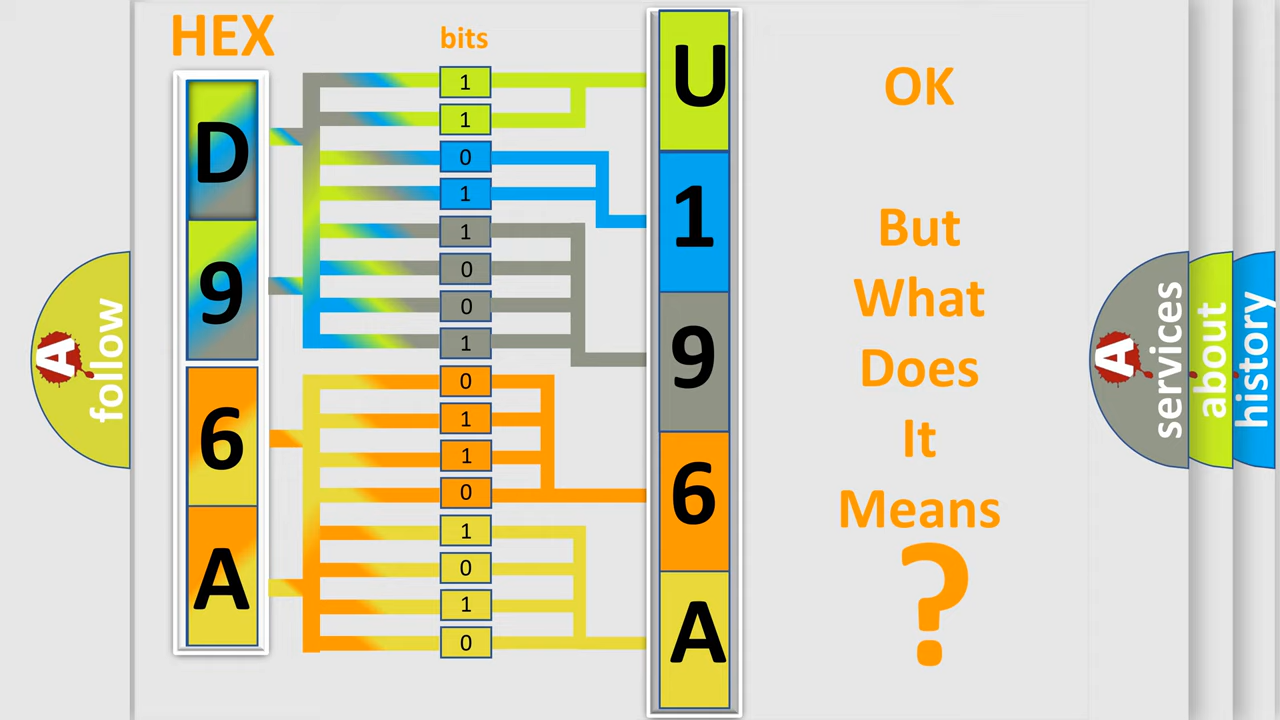 HEX
bits
D
9
6
A
1
1
0
1
1
0
0
1
0
1
1
0
1
0
1
0
U
1
9
6
A
OK
But
What
Does
It
Means
?
A follow
A services
about
history